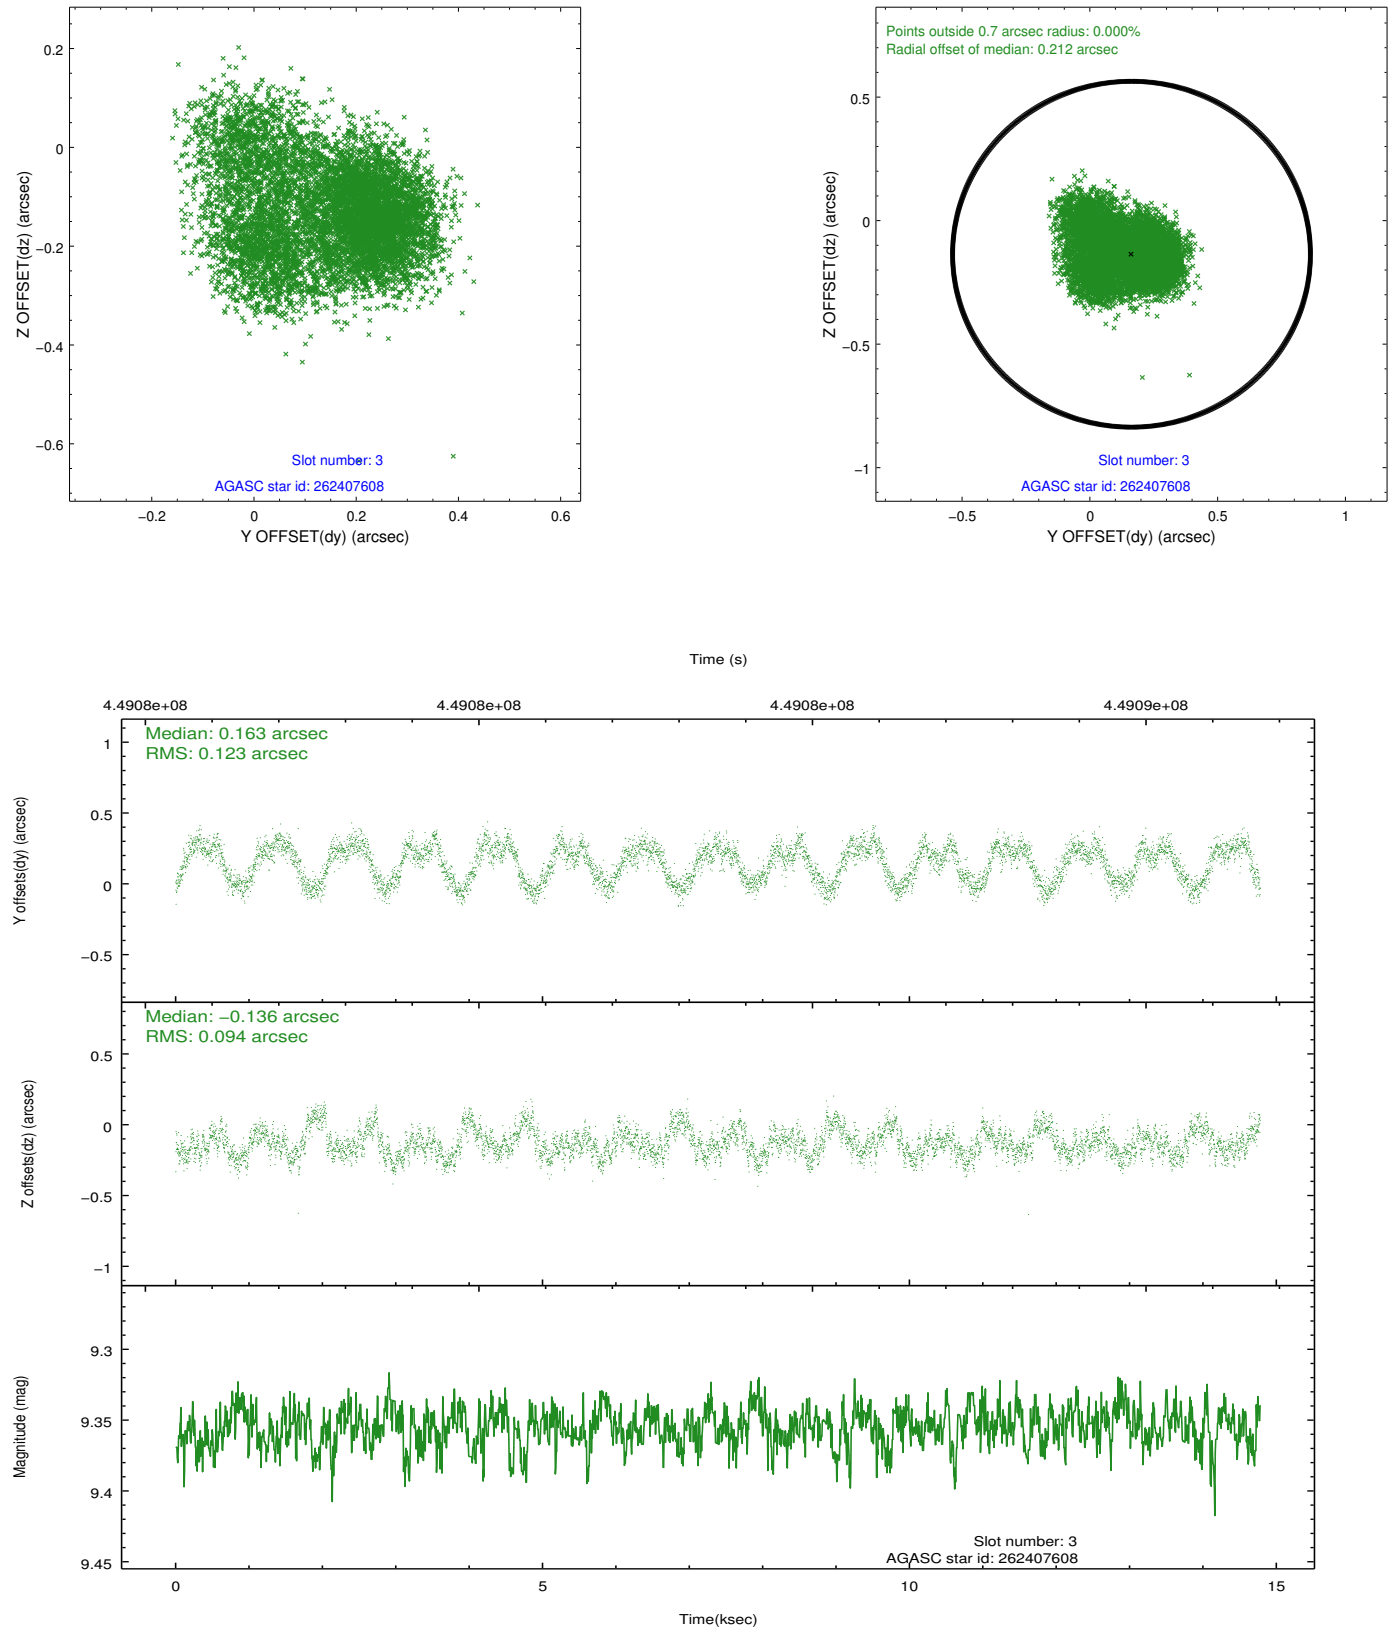 0.2
0
−0.2
−0.4
−0.6
Z OFFSET(dz) (arcsec)
Slot number: 3
AGASC star id: 262407608
−0.2
0
0.2
0.4
0.6
Y OFFSET(dy) (arcsec)
Points outside 0.7 arcsec radius: 0.000%
Radial offset of median: 0.212 arcsec
0.5
0
−0.5
−1
Z OFFSET(dz) (arcsec)
Slot number: 3
AGASC star id: 262407608
−0.5
0
0.5
1
Y OFFSET(dy) (arcsec)
Time (s)
4.4908e+08
4.4908e+08
4.4908e+08
4.4909e+08
Median: 0.163 arcsec
RMS: 0.123 arcsec
1
0.5
0
−0.5
Y offsets(dy) (arcsec)
Median: −0.136 arcsec
RMS: 0.094 arcsec
0.5
0
−0.5
−1
Z offsets(dz) (arcsec)
9.3
9.35
9.4
9.45
Magnitude (mag)
Slot number: 3
AGASC star id: 262407608
0
5
10
15
Time(ksec)